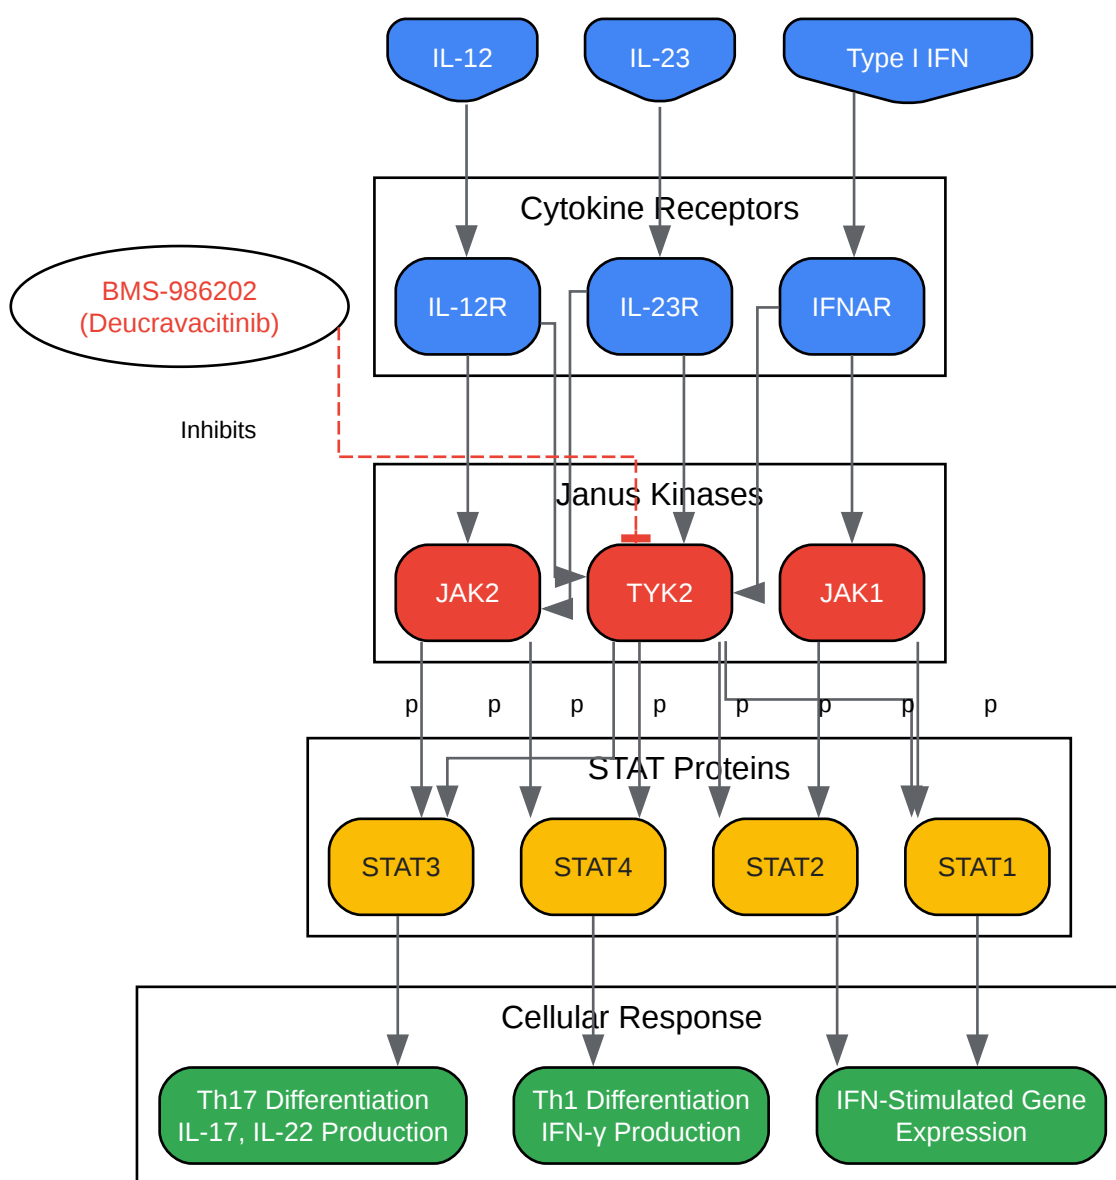 IL-12
IL-23
Type I IFN
Cytokine Receptors
BMS-986202
(Deucravacitinib)
IL-12R
IL-23R
IFNAR
Inhibits
Janus Kinases
JAK2
TYK2
JAK1
p
p
p
p
p
p
p
p
STAT Proteins
STAT3
STAT4
STAT2
STAT1
Cellular Response
Th17 Differentiation
IL-17, IL-22 Production
Th1 Differentiation
IFN-γ Production
IFN-Stimulated Gene
Expression